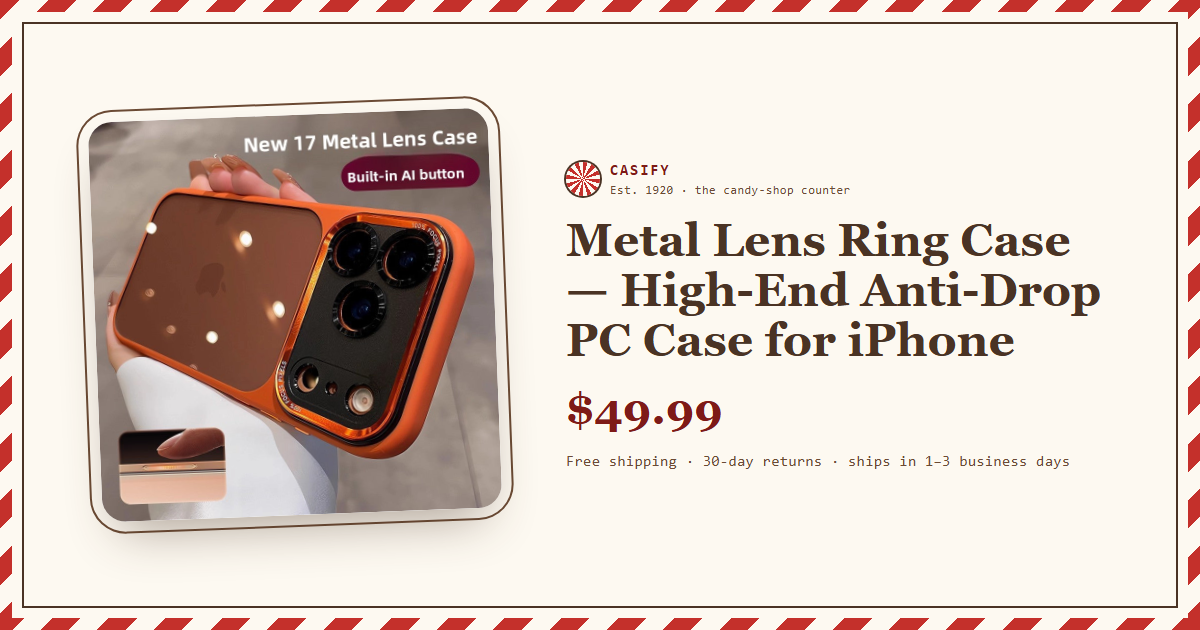 New 17 Metal Lens Case
Built-in AI button
CASIFY
Est. 1920 · the candy-shop counter
Metal Lens Ring Case
— High-End Anti-Drop
PC Case for iPhone
$49.99
Free shipping · 30-day returns · ships in 1–3 business days